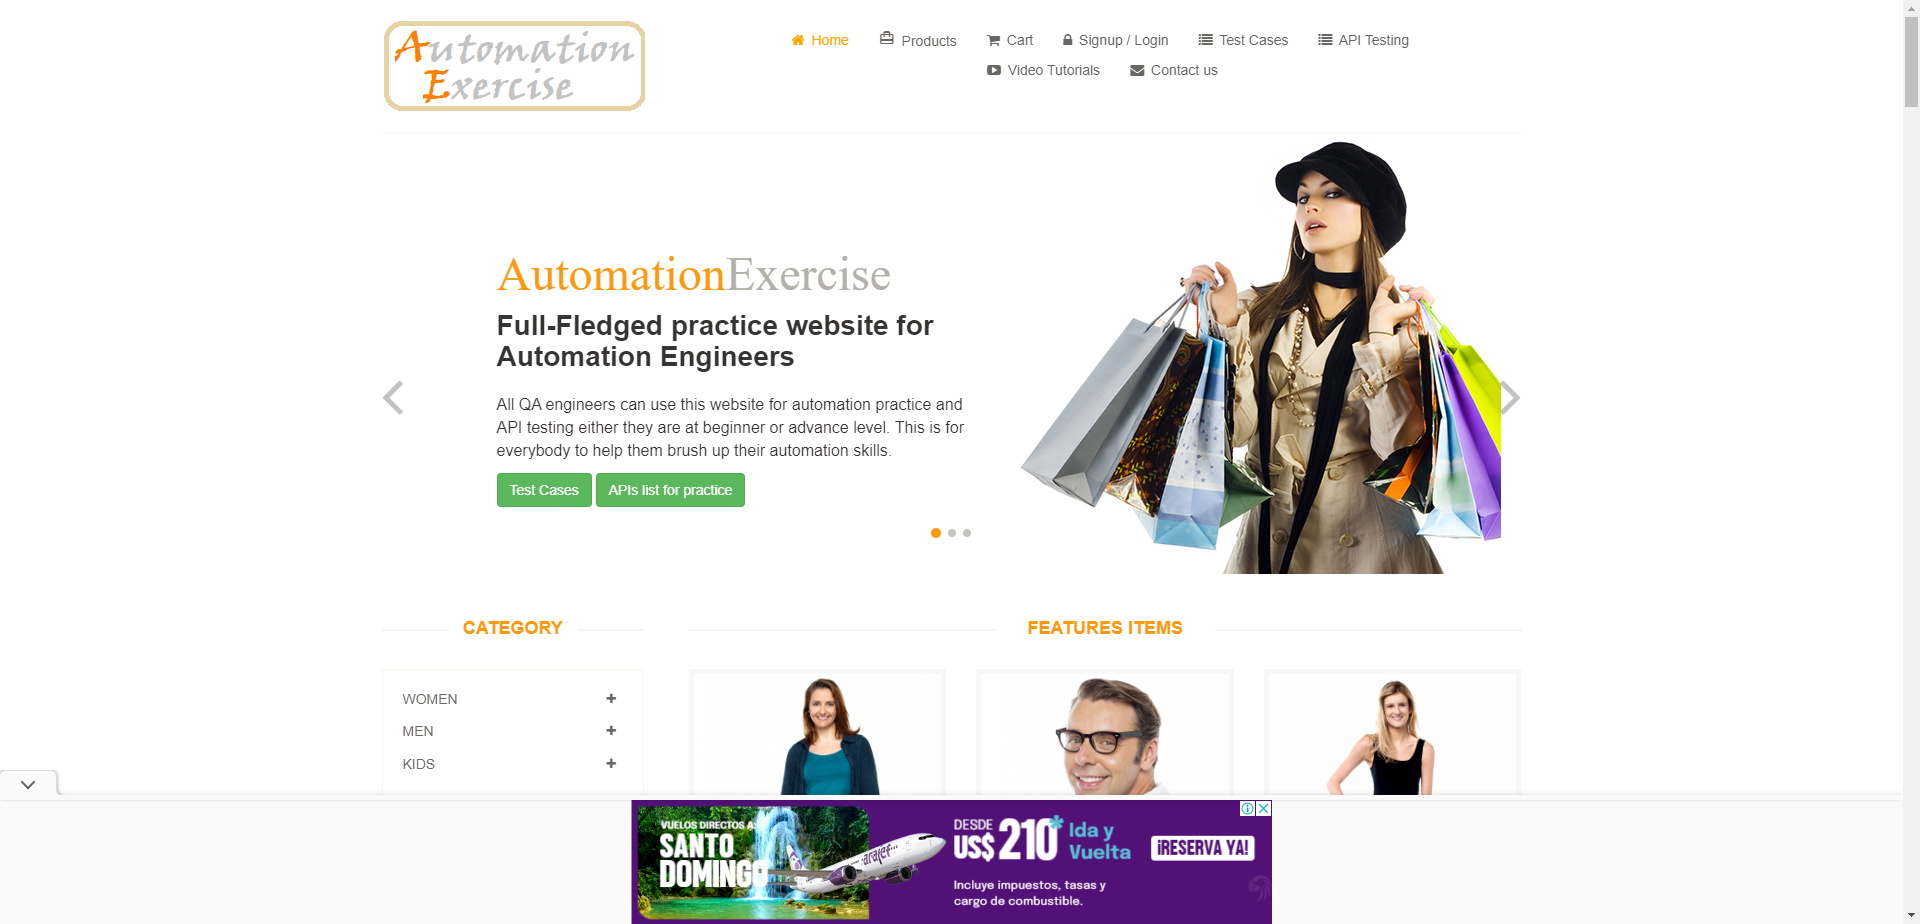 Automation
Exercise
Home Products Cart Signup / Login Test Cases API Testing
Video Tutorials Contact us
AutomationExercise
Full-Fledged practice website for
Automation Engineers
All QA engineers can use this website for automation practice and
API testing either they are at beginner or advance level. This is for
everybody to help them brush up their automation skills.
Test Cases APIs list for practice
CATEGORY
FEATURES ITEMS
WOMEN
MEN
KIDS
VUELOS DIRECTOS A:
SANTO
DOMINGO
arajet
DESDE
US$ 210*
Ida y
Vuelta
Incluye impuestos, tasas y
cargo de combustible.
¡RESERVA YA!